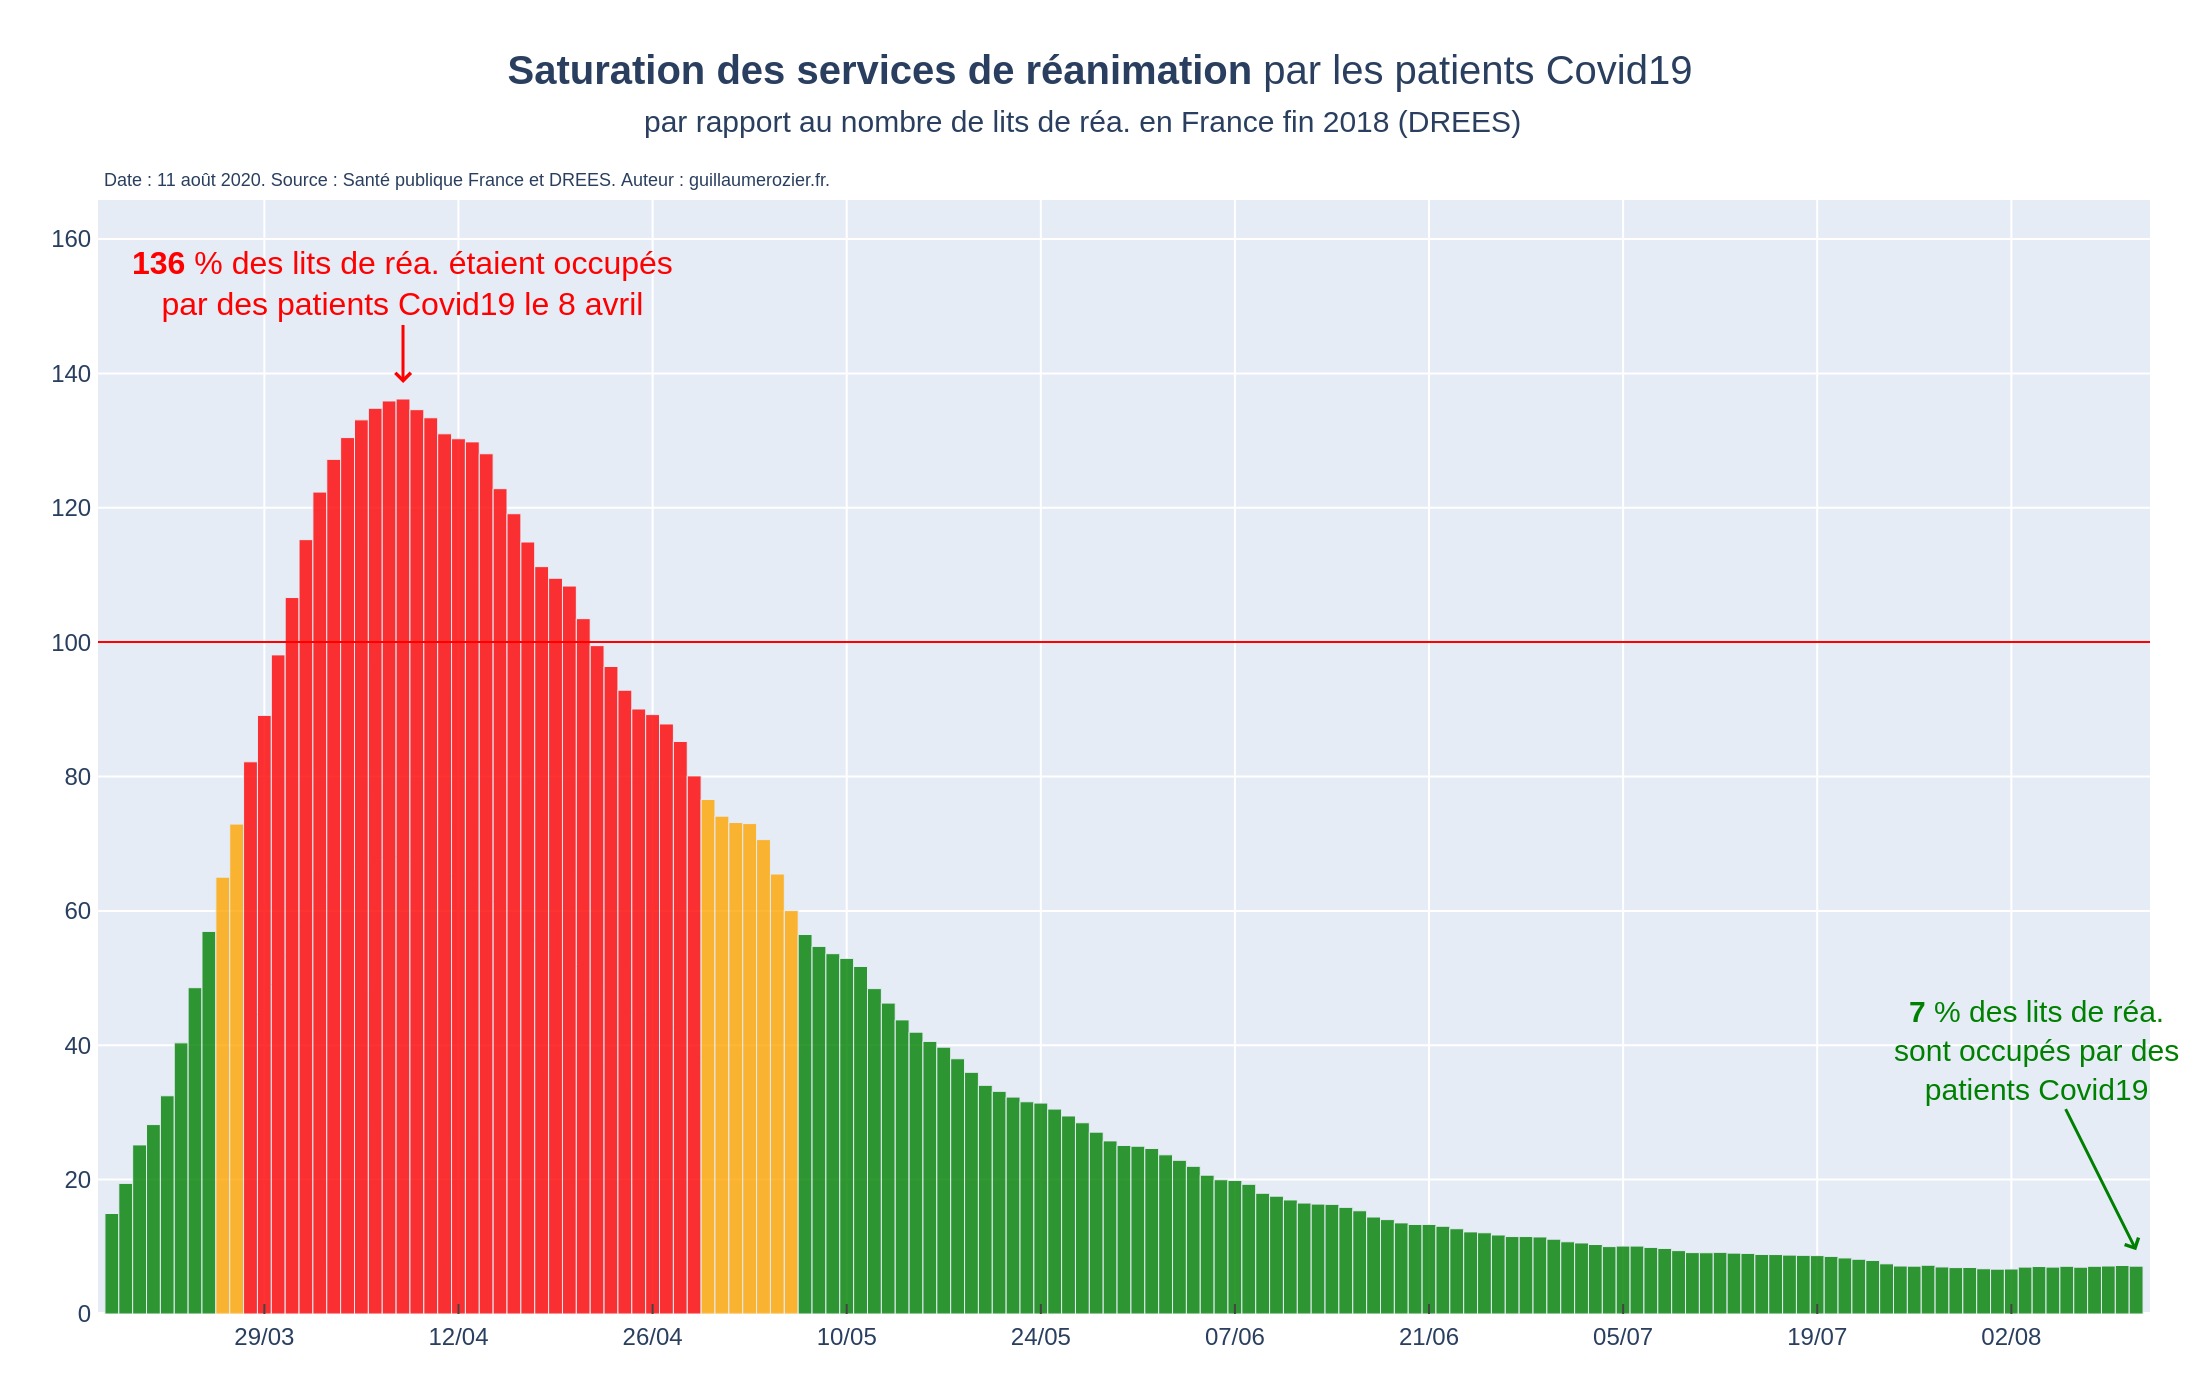 Saturation des services de réanimation par les patients Covid19
par rapport au nombre de lits de réa. en France fin 2018 (DREES)
Date : 11 août 2020. Source : Santé publique France et DREES. Auteur : guillaumerozier.fr.
160
136 % des lits de réa. étaient occupés
par des patients Covid19 le 8 avril
140
120
100
80
60
7 % des lits de réa.
sont occupés par des
patients Covid19
40
20
0
29/03 12/04 26/04 10/05 24/05 07/06 21/06 05/07 19/07 02/08